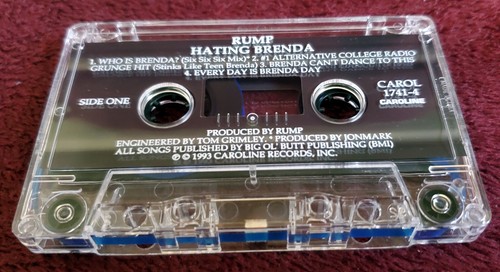 RUMP
HATING BRENDA
1. WHO IS BRENDA?* (Six Six Six Mix)* 2. #1 ALTERNATIVE COLLEGE RADIO
GRUNGE HIT (Stinks Like Teen Brenda) 3. BRENDA CAN'T DANCE TO THIS
4. EVERY DAY IS BRENDA DAY
SIDE ONE
CAROL
1741-4
CAROLINE
PRODUCED BY RUMP
ENGINEERED BY TOM GRIMLEY. * PRODUCED BY JONMARK
ALL SONGS PUBLISHED BY BIG OL' BUTT PUBLISHING (BMI)
℗ © 1993 CAROLINE RECORDS, INC.